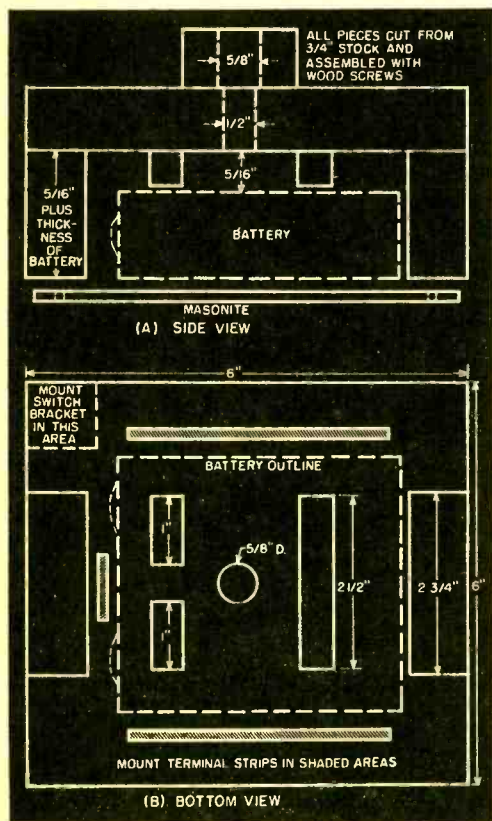 ALL PIECES CUT FROM
3/4" STOCK AND
ASSEMBLED WITH
WOOD SCREWS
5/8"
1/2"
5/16"
PLUS
THICK-
NESS
OF
BATTERY
5/16"
BATTERY
MASONITE
(A) SIDE VIEW
6"
MOUNT
SWITCH
BRACKET
IN THIS
AREA
BATTERY OUTLINE
1"
5/8" D.
2 1/2"
2 3/4"
6"
1"
MOUNT TERMINAL STRIPS IN SHADED AREAS
(B) BOTTOM VIEW